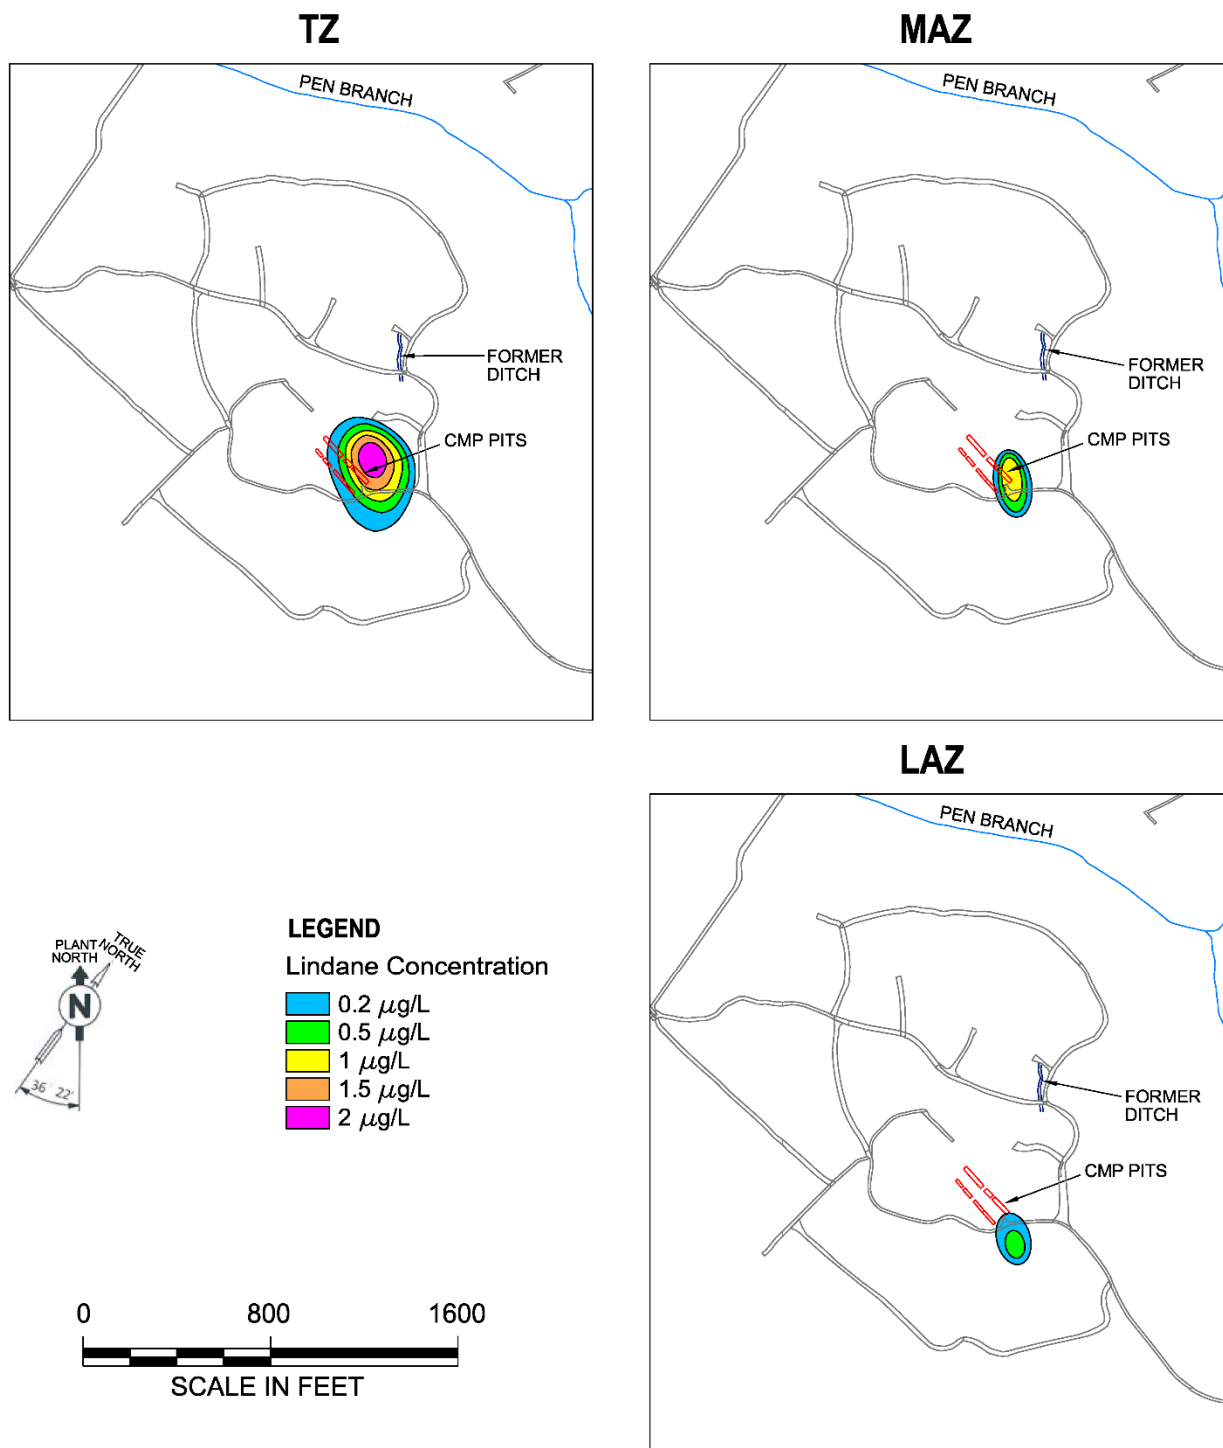 TZ
PEN BRANCH
FORMER
DITCH
CMP PITS
MAZ
PEN BRANCH
FORMER
DITCH
CMP PITS
LAZ
PEN BRANCH
FORMER
DITCH
CMP PITS
PLANT
NORTH
TRUE
NORTH
N
36° 22'
LEGEND
Lindane Concentration
0.2 µg/L
0.5 µg/L
1 µg/L
1.5 µg/L
2 µg/L
0 800 1600
SCALE IN FEET